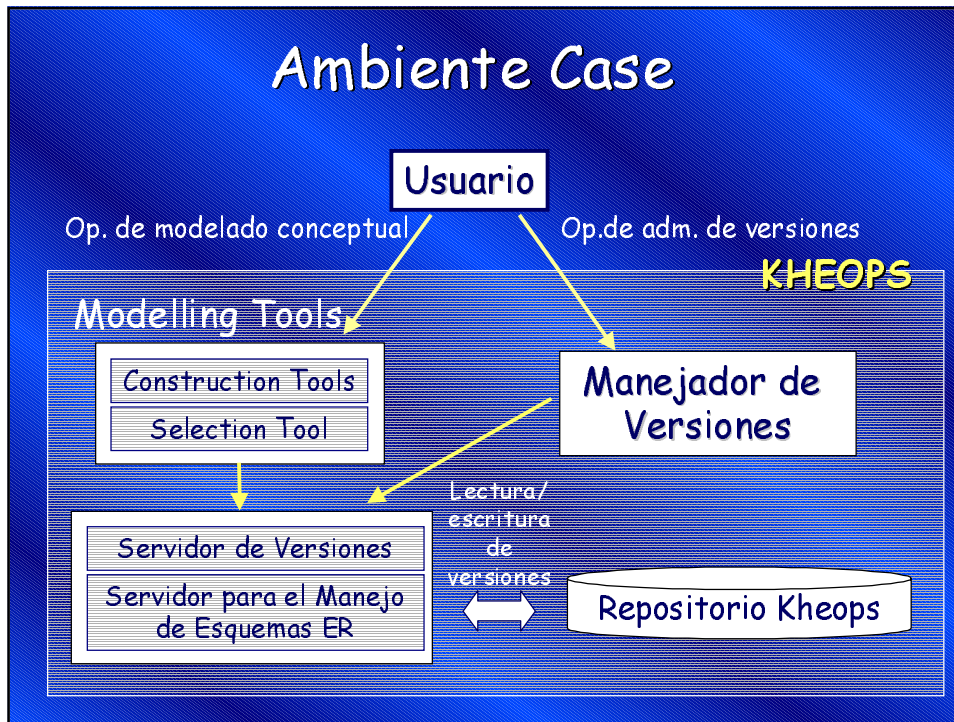 Ambiente Case
Usuario
Op. de modelado conceptual
Op.de adm. de versiones
KHEOPS
Modelling Tools
Construction Tools
Selection Tool
Manejador de
Versiones
Lectura/
escritura
de
versiones
Servidor de Versiones
Servidor para el Manejo
de Esquemas ER
Repositorio Kheops